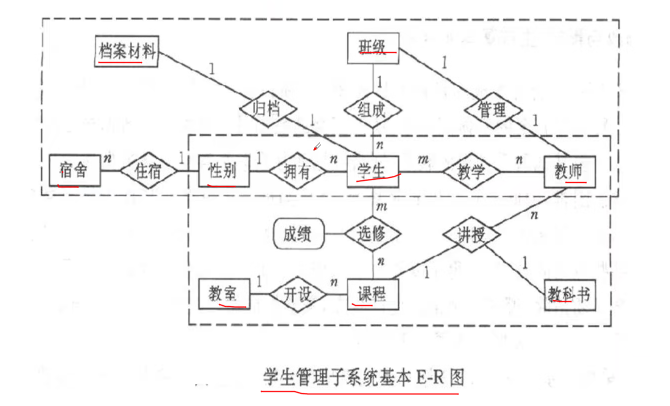 档案材料
班级
1
1
1
归档
组成
管理
1
n
1
宿舍
n
住宿
1
性别
1
拥有
n
学生
m
教学
n
教师
m
n
成绩
选修
讲授
n
1
1
教室
1
开设
n
课程
教科书
学生管理子系统基本 E-R 图